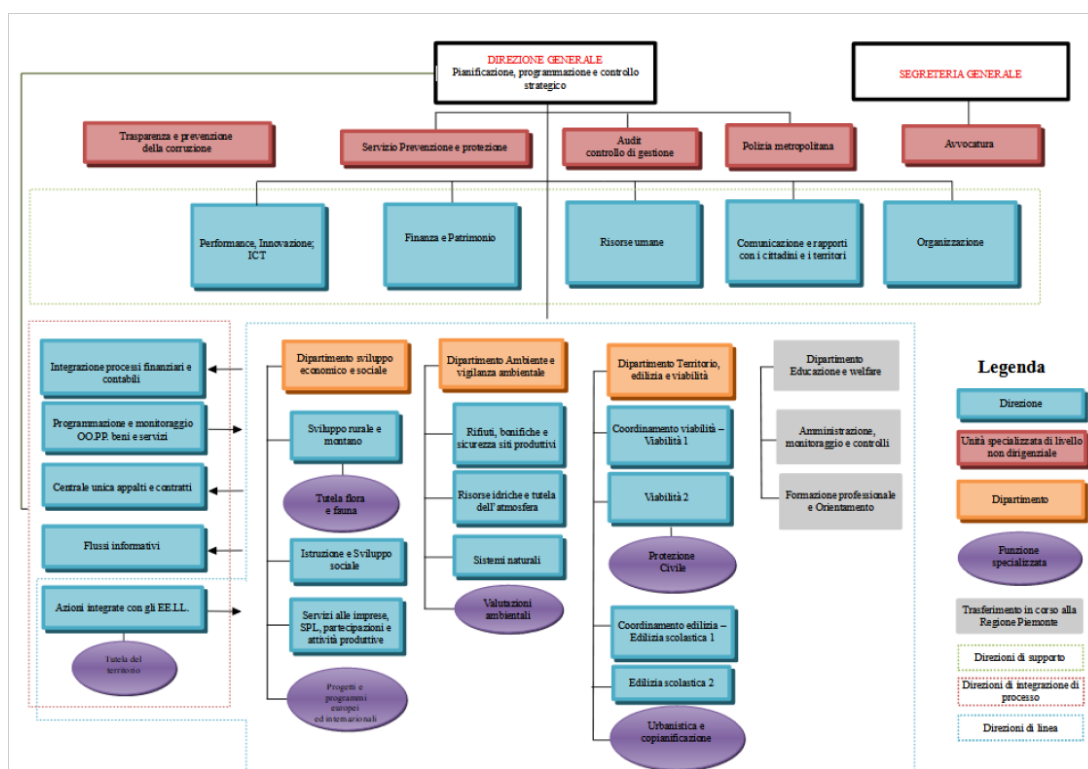 DIREZIONE GENERALE
Pianificazione, programmazione e controllo
strategico
SEGRETERIA GENERALE
Trasparenza e prevenzione
della corruzione
Servizio Prevenzione e protezione
Audit
controllo di gestione
Polizia metropolitana
Avvocatura
Performance, Innovazione;
ICT
Finanza e Patrimonio
Risorse umane
Comunicazione e rapporti
con i cittadini e i territori
Organizzazione
Integrazione processi finanziari e
contabili
Programmazione e monitoraggio
OO.PP. beni e servizi
Centrale unica appalti e contratti
Flussi informativi
Azioni integrate con gli EE.LL.
Tutela del
territorio
Dipartimento sviluppo
economico e sociale
Sviluppo rurale e
montano
Tutela flora
e fauna
Istruzione e Sviluppo
sociale
Servizi alle imprese,
SPL, partecipazioni e
attività produttive
Progetti e
programmi
europei
ed internazionali
Dipartimento Ambiente e
vigilanza ambientale
Rifiuti, bonifiche e
sicurezza siti produttivi
Risorse idriche e tutela
dell'atmosfera
Sistemi naturali
Valutazioni
ambientali
Dipartimento Territorio,
edilizia e viabilità
Coordinamento viabilità –
Viabilità 1
Viabilità 2
Protezione
Civile
Coordinamento edilizia –
Edilizia scolastica 1
Edilizia scolastica 2
Urbanistica e
copianificazione
Dipartimento
Educazione e welfare
Amministrazione,
monitoraggio e controlli
Formazione professionale
e Orientamento
Legenda
Direzione
Unità specializzata di livello
non dirigenziale
Dipartimento
Funzione
specializzata
Trasferimento in corso alla
Regione Piemonte
Direzioni di supporto
Direzioni di integrazione di
processo
Direzioni di linea